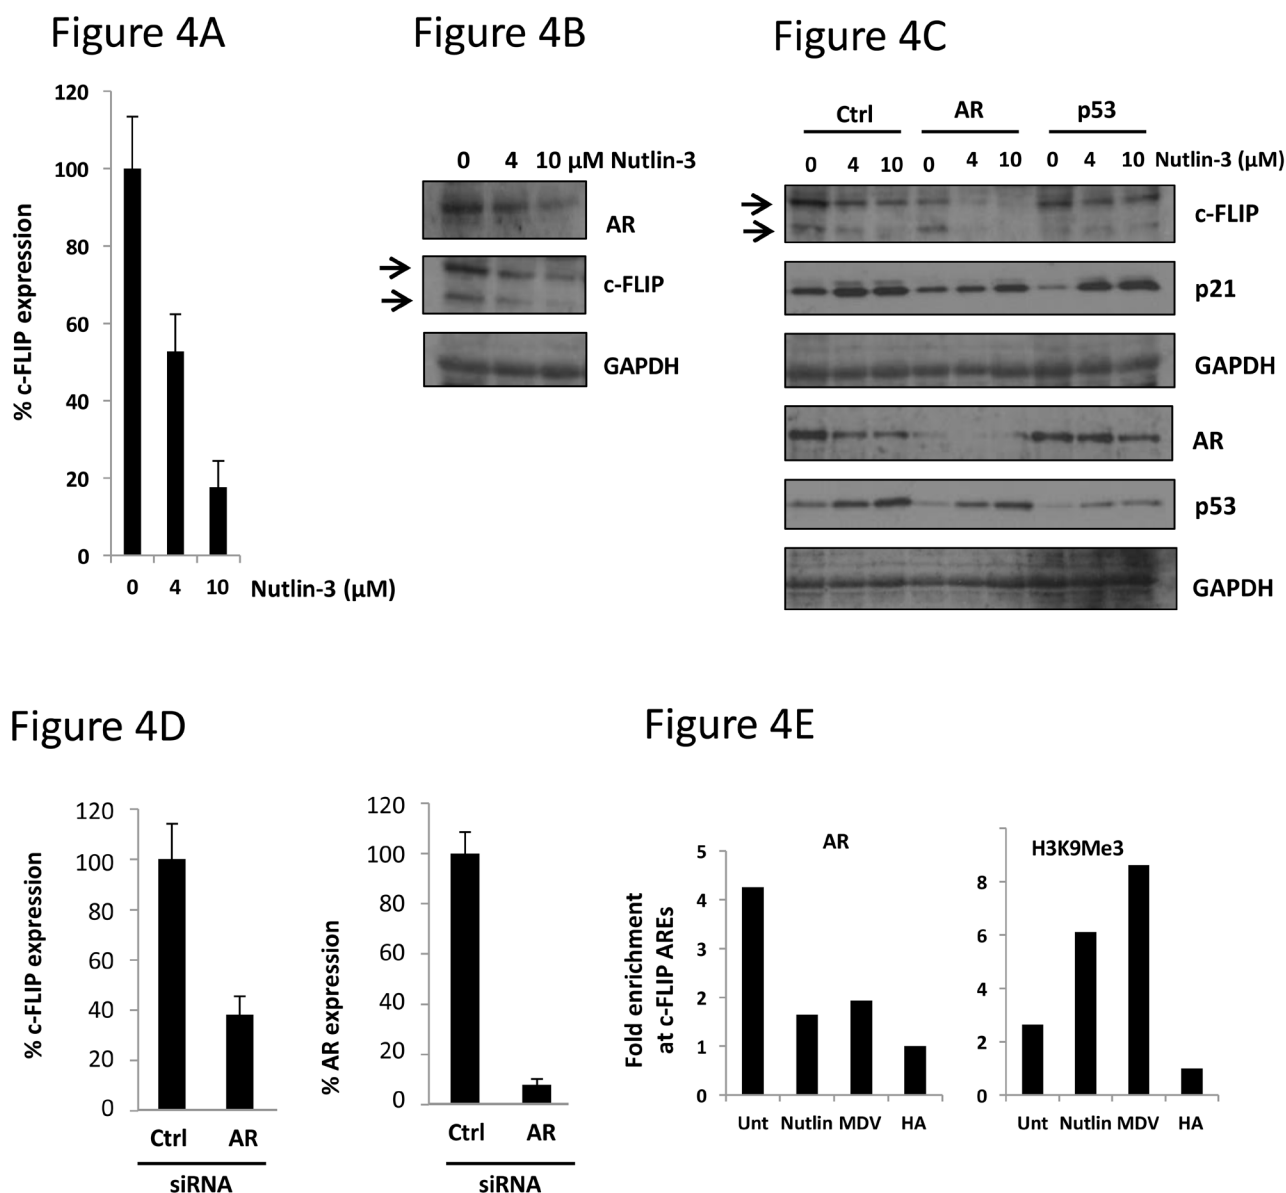 Figure 4A
% c-FLIP expression
120
100
80
60
40
20
0
0 4 10 Nutlin-3 (μM)
Figure 4B
0 4 10 μM Nutlin-3
AR
c-FLIP
GAPDH
Figure 4C
Ctrl AR p53
0 4 10 0 4 10 0 4 10 Nutlin-3 (μM)
c-FLIP
p21
GAPDH
AR
p53
GAPDH
Figure 4D
% c-FLIP expression
120
100
80
60
40
20
0
Ctrl AR
siRNA
% AR expression
120
100
80
60
40
20
0
Ctrl AR
siRNA
Figure 4E
Fold enrichment
at c-FLIP AREs
AR
5
4
3
2
1
0
Unt Nutlin MDV HA
H3K9Me3
8
6
4
2
0
Unt Nutlin MDV HA